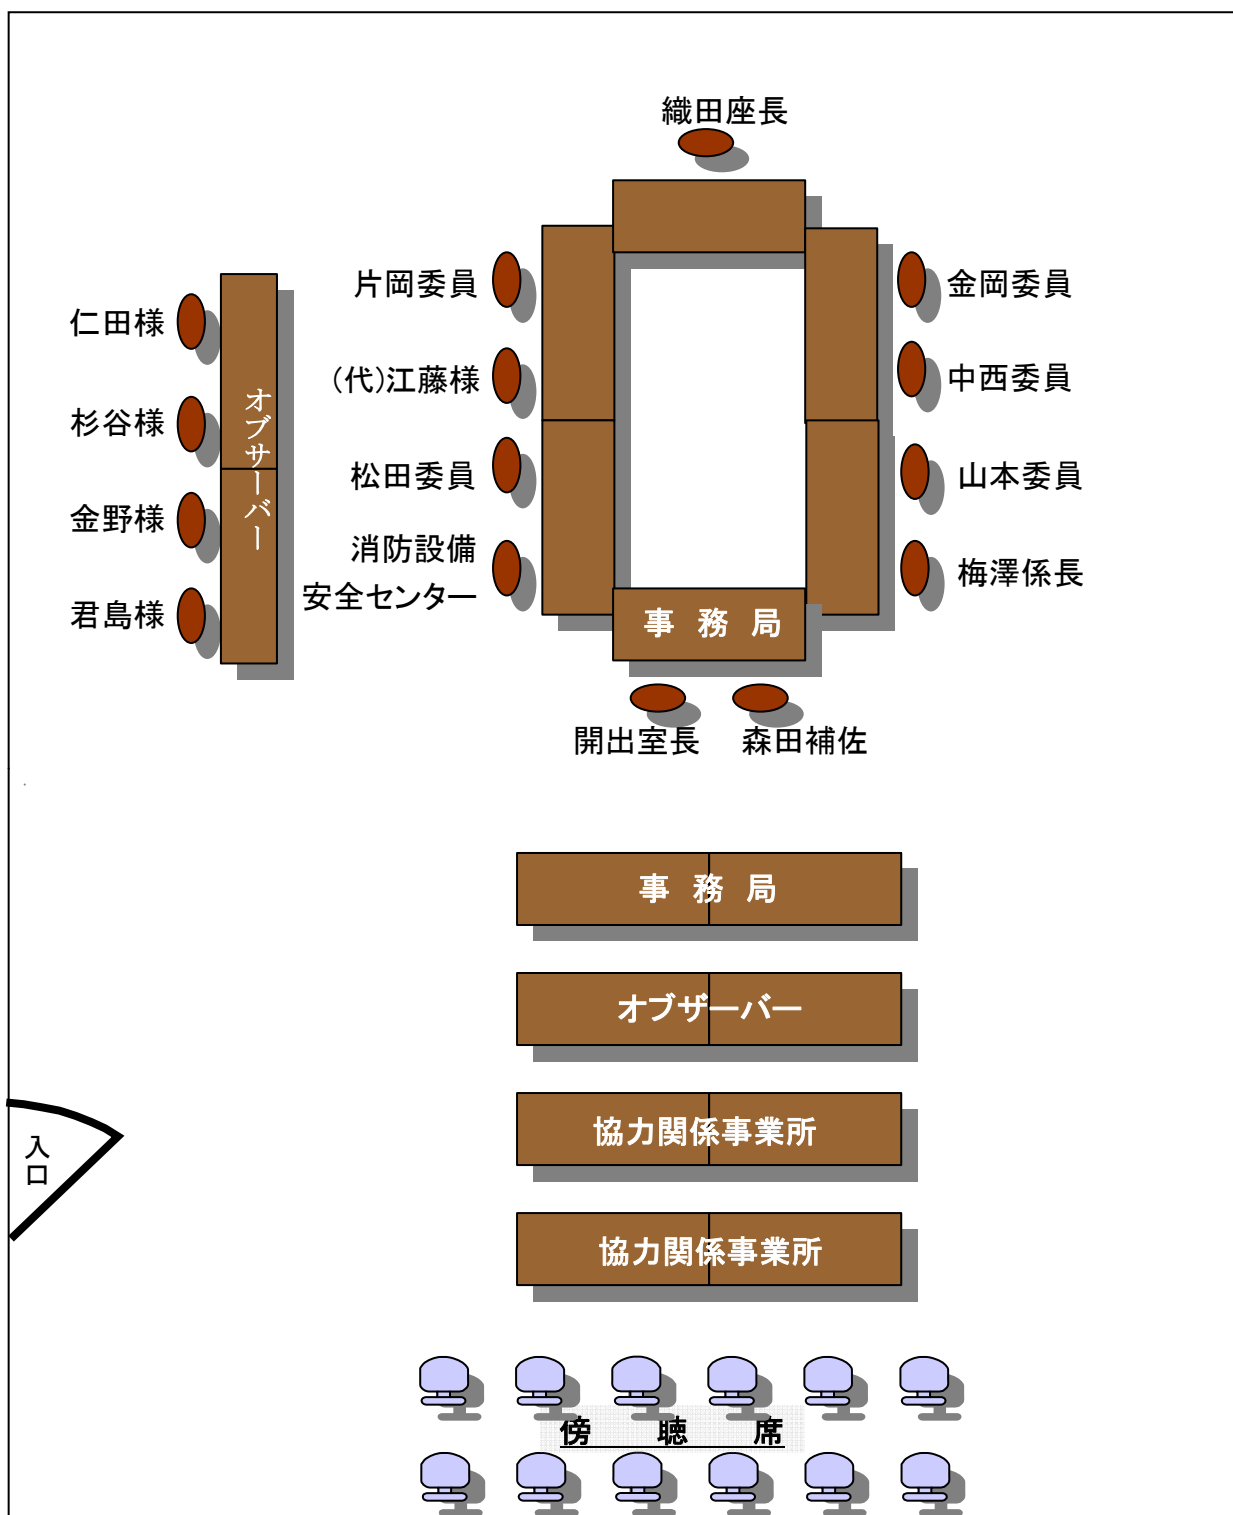 織田座長
片岡委員
金岡委員
仁田様
(代)江藤様
中西委員
杉谷様
オブサーバー
松田委員
山本委員
金野様
消防設備
安全センター
梅澤係長
君島様
事 務 局
開出室長
森田補佐
事 務 局
オブザーバー
協力関係事業所
入口
協力関係事業所
傍 聴 席